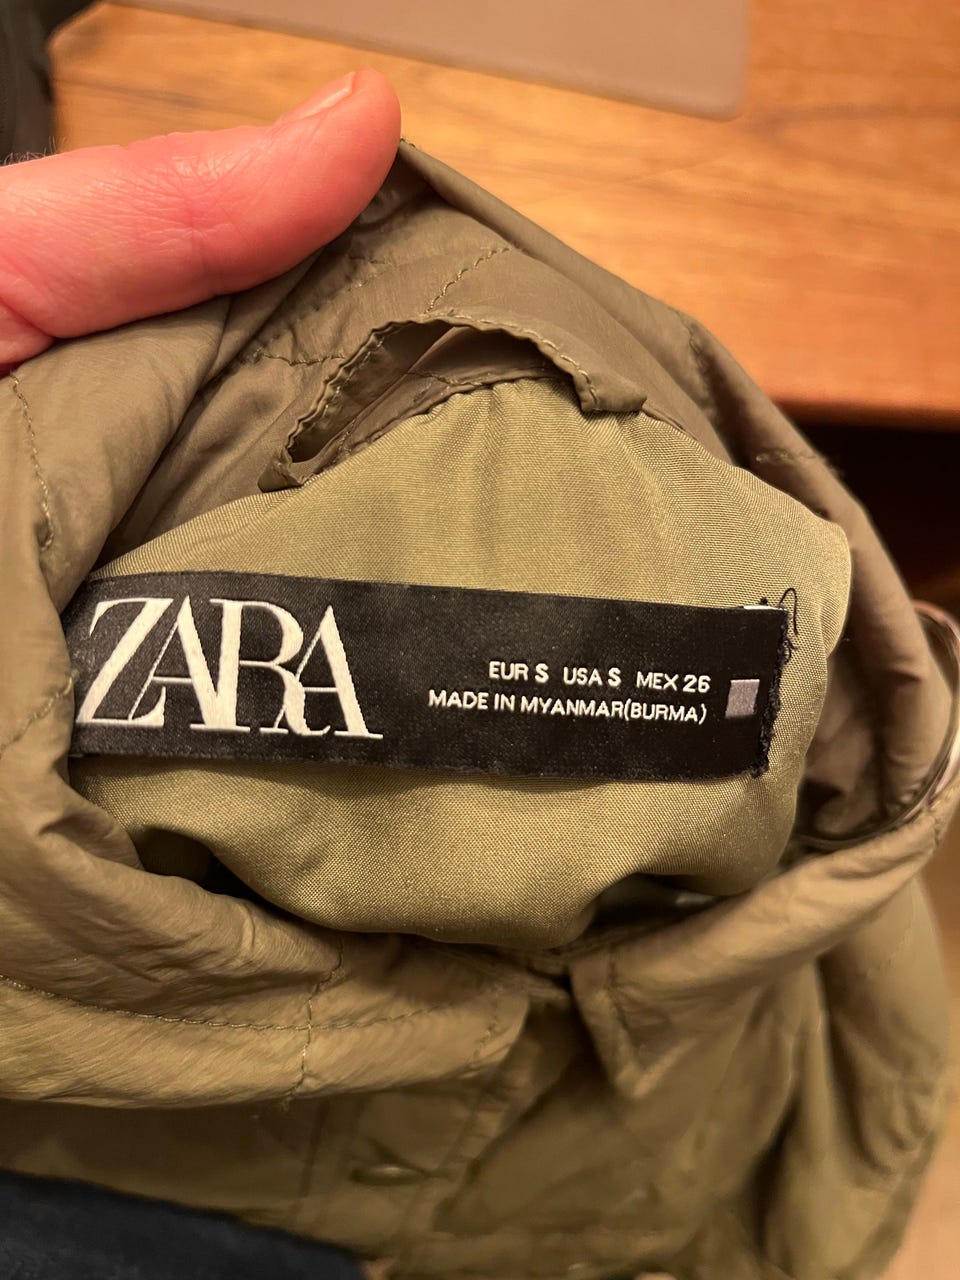 ZARA
EUR S USA S MEX 26
MADE IN MYANMAR(BURMA)